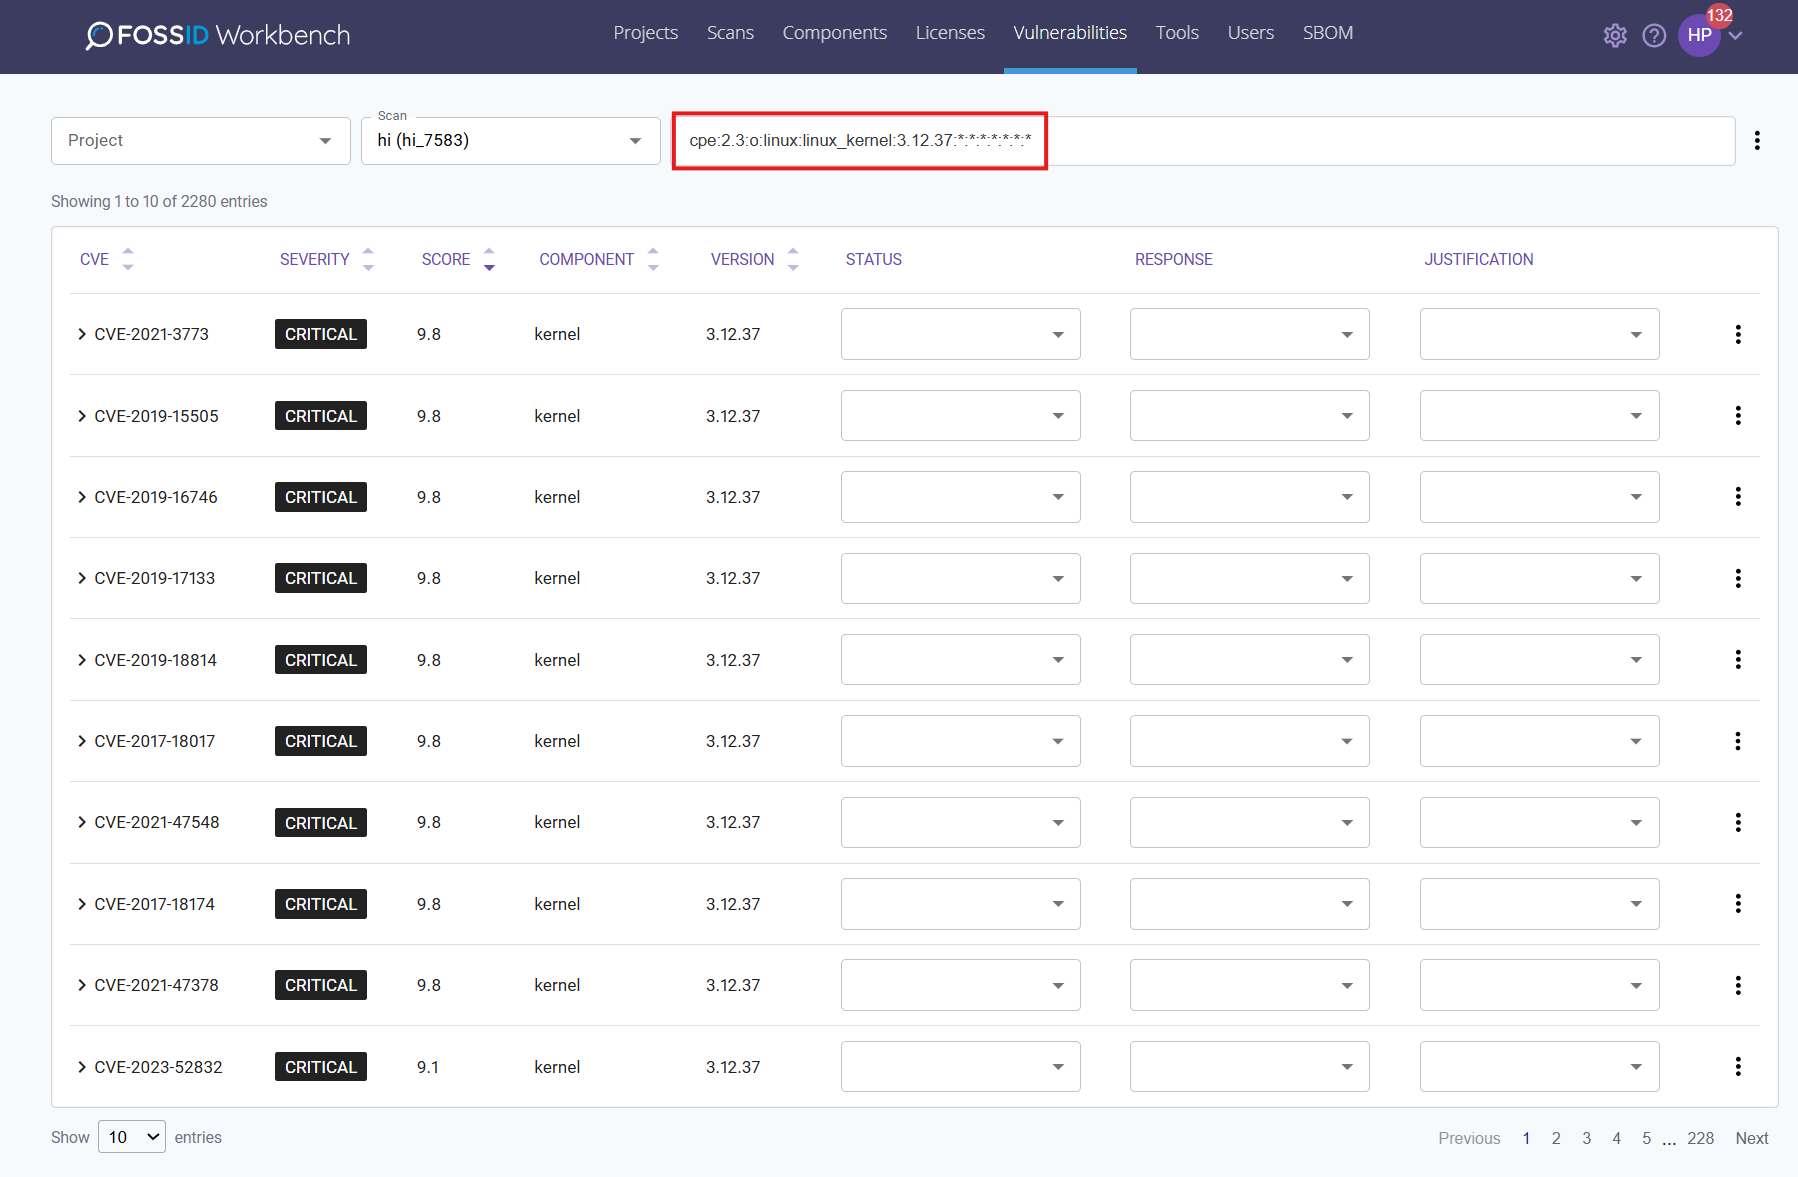 FOSSID Workbench Projects Scans Components Licenses Vulnerabilities Tools Users SBOM ? HP 132
Project
Scan
hi (hi_7583)
cpe:2.3:o:linux:linux_kernel:3.12.37:*:*:*:*:*:*:*
Showing 1 to 10 of 2280 entries
CVE SEVERITY SCORE COMPONENT VERSION STATUS RESPONSE JUSTIFICATION
CVE-2021-3773 CRITICAL 9.8 kernel 3.12.37
CVE-2019-15505 CRITICAL 9.8 kernel 3.12.37
CVE-2019-16746 CRITICAL 9.8 kernel 3.12.37
CVE-2019-17133 CRITICAL 9.8 kernel 3.12.37
CVE-2019-18814 CRITICAL 9.8 kernel 3.12.37
CVE-2017-18017 CRITICAL 9.8 kernel 3.12.37
CVE-2021-47548 CRITICAL 9.8 kernel 3.12.37
CVE-2017-18174 CRITICAL 9.8 kernel 3.12.37
CVE-2021-47378 CRITICAL 9.8 kernel 3.12.37
CVE-2023-52832 CRITICAL 9.1 kernel 3.12.37
Show 10 entries Previous 1 2 3 4 5 ... 228 Next